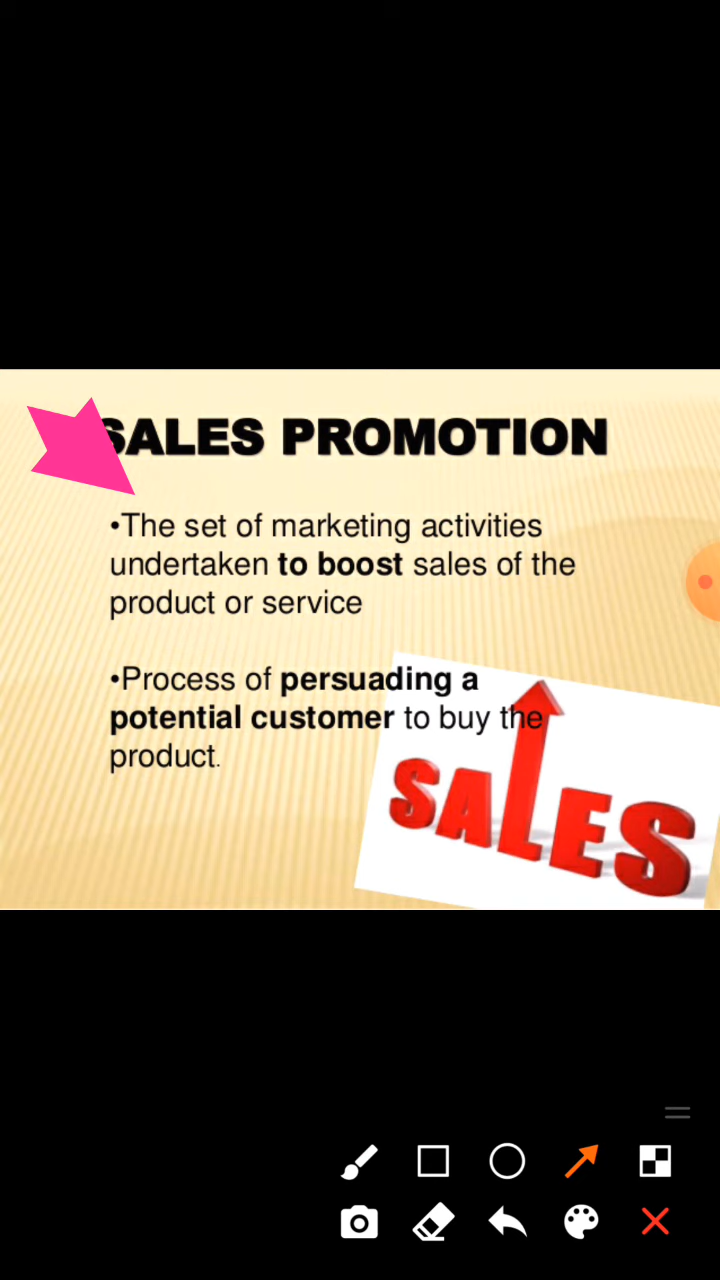 SALES PROMOTION
•The set of marketing activities
undertaken to boost sales of the
product or service
•Process of persuading a
potential customer to buy the
product.
SALES